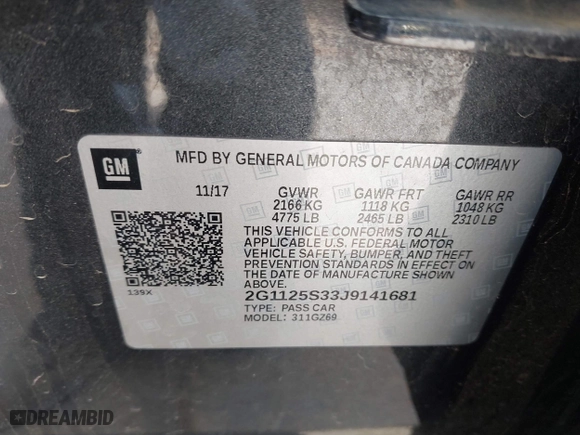 GM
MFD BY GENERAL MOTORS OF CANADA COMPANY
11/17 GVWR GAWR FRT GAWR RR
2166 KG 1118 KG 1048 KG
4775 LB 2465 LB 2310 LB
THIS VEHICLE CONFORMS TO ALL
APPLICABLE U.S. FEDERAL MOTOR
VEHICLE SAFETY, BUMPER, AND THEFT
PREVENTION STANDARDS IN EFFECT ON
THE DATE OF MANUFACTURE SHOWN
ABOVE.
139X
2G1125S33J9141681
TYPE: PASS CAR
MODEL: 311GZ69
DREAMBID